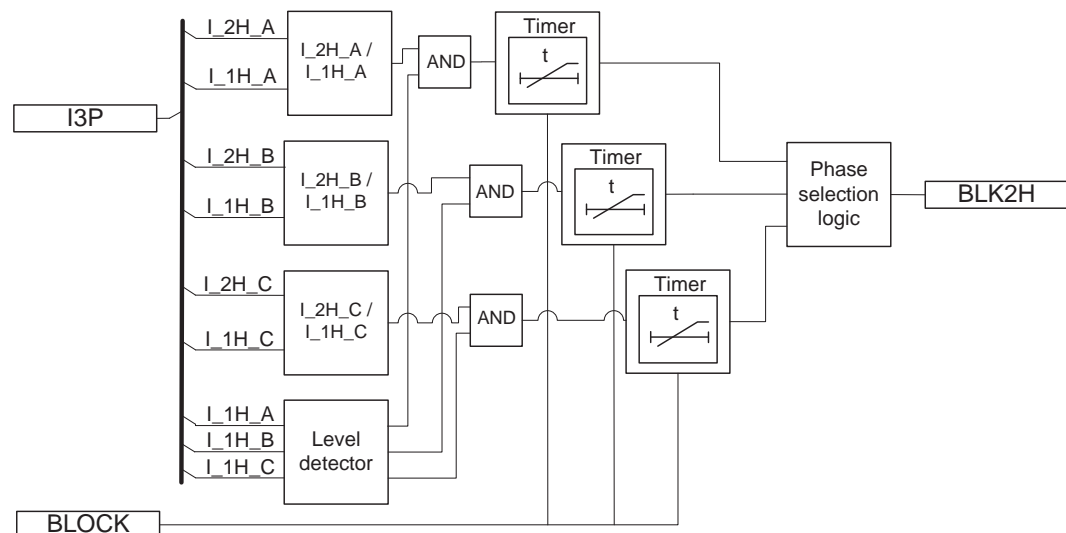 I3P
I_2H_A
I_1H_A
I_2H_A /
I_1H_A
AND
Timer
t
I_2H_B
I_1H_B
I_2H_B /
I_1H_B
AND
Timer
t
Phase
selection
logic
BLK2H
I_2H_C
I_1H_C
I_2H_C /
I_1H_C
AND
Timer
t
I_1H_A
I_1H_B
I_1H_C
Level
detector
BLOCK